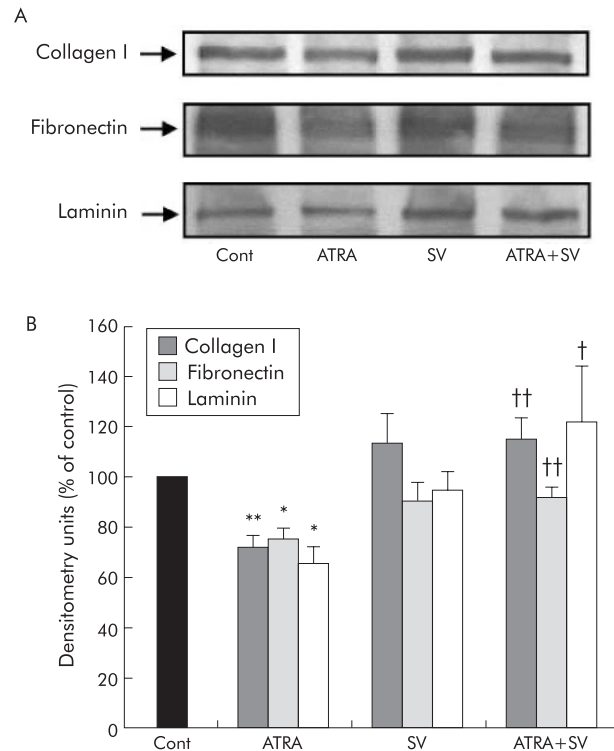 A
Collagen I
Fibronectin
Laminin
Cont ATRA SV ATRA+SV
B
Densitometry units (% of control)
160
140
120
100
80
60
40
20
0
Collagen I
Fibronectin
Laminin
** * *
†† †† †
Cont ATRA SV ATRA+SV